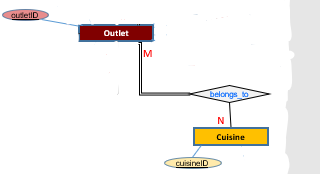 outletID
Outlet
M
belongs_to
N
Cuisine
cuisineID